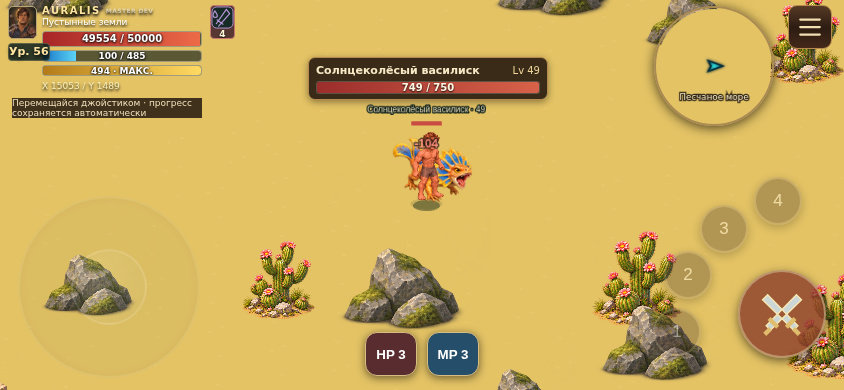 AURALIS MASTER DEV
Пустынные земли
49554 / 50000
Ур. 56
100 / 485
494 · МАКС.
X 15053 / Y 1489
Перемещайся джойстиком · прогресс
сохраняется автоматически
4
Солнцеколёсый василиск Lv 49
749 / 750
Солнцеколёсый василиск · 49
-104
Песчаное море
4
3
2
1
HP 3
MP 3